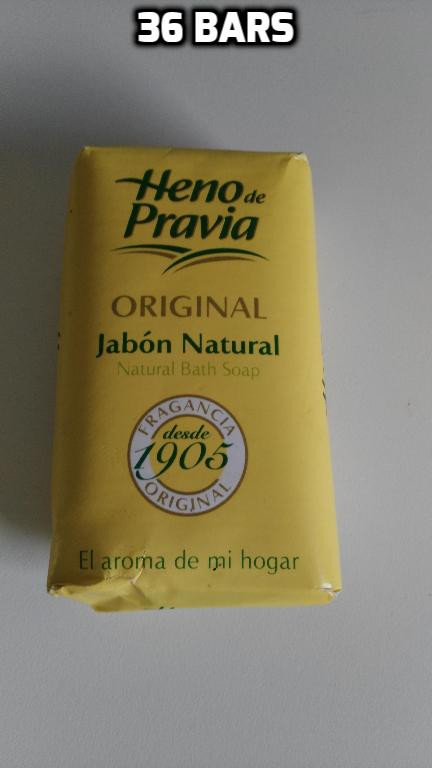 36 BARS
Heno de
Pravia
ORIGINAL
Jabón Natural
Natural Bath Soap
FRAGANCIA
desde
1905
ORIGINAL
El aroma de mi hogar